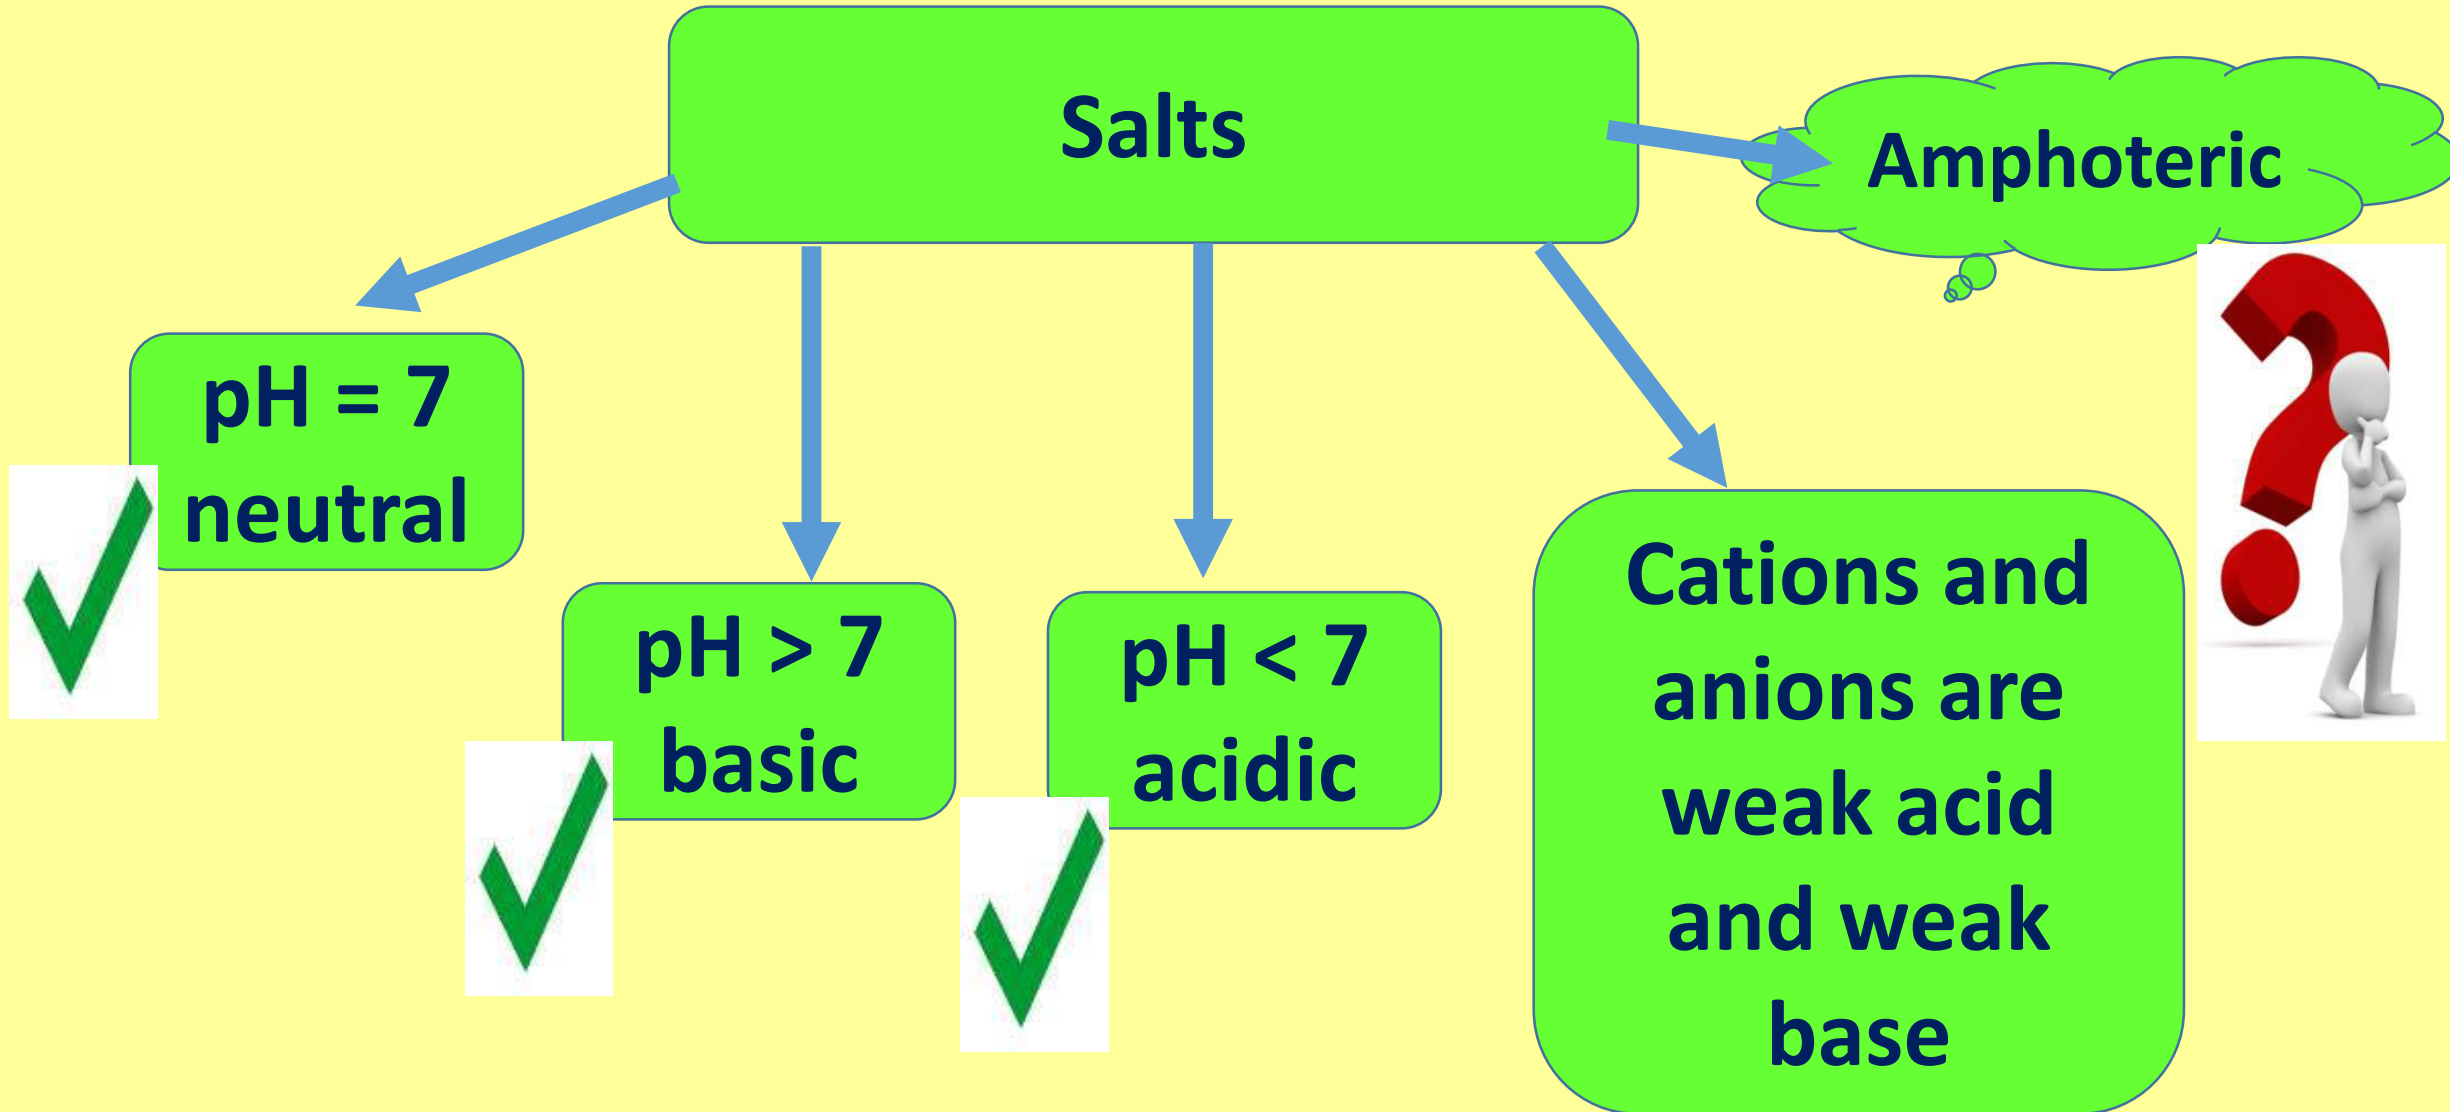 Salts
Amphoteric
pH = 7
neutral
pH > 7
basic
pH < 7
acidic
Cations and
anions are
weak acid
and weak
base